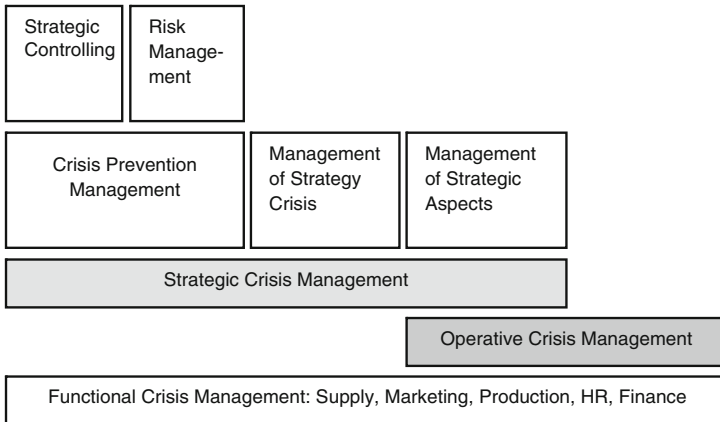 Strategic
Controlling
Risk
Manage-
ment
Crisis Prevention
Management
Management
of Strategy
Crisis
Management
of Strategic
Aspects
Strategic Crisis Management
Operative Crisis Management
Functional Crisis Management: Supply, Marketing, Production, HR, Finance